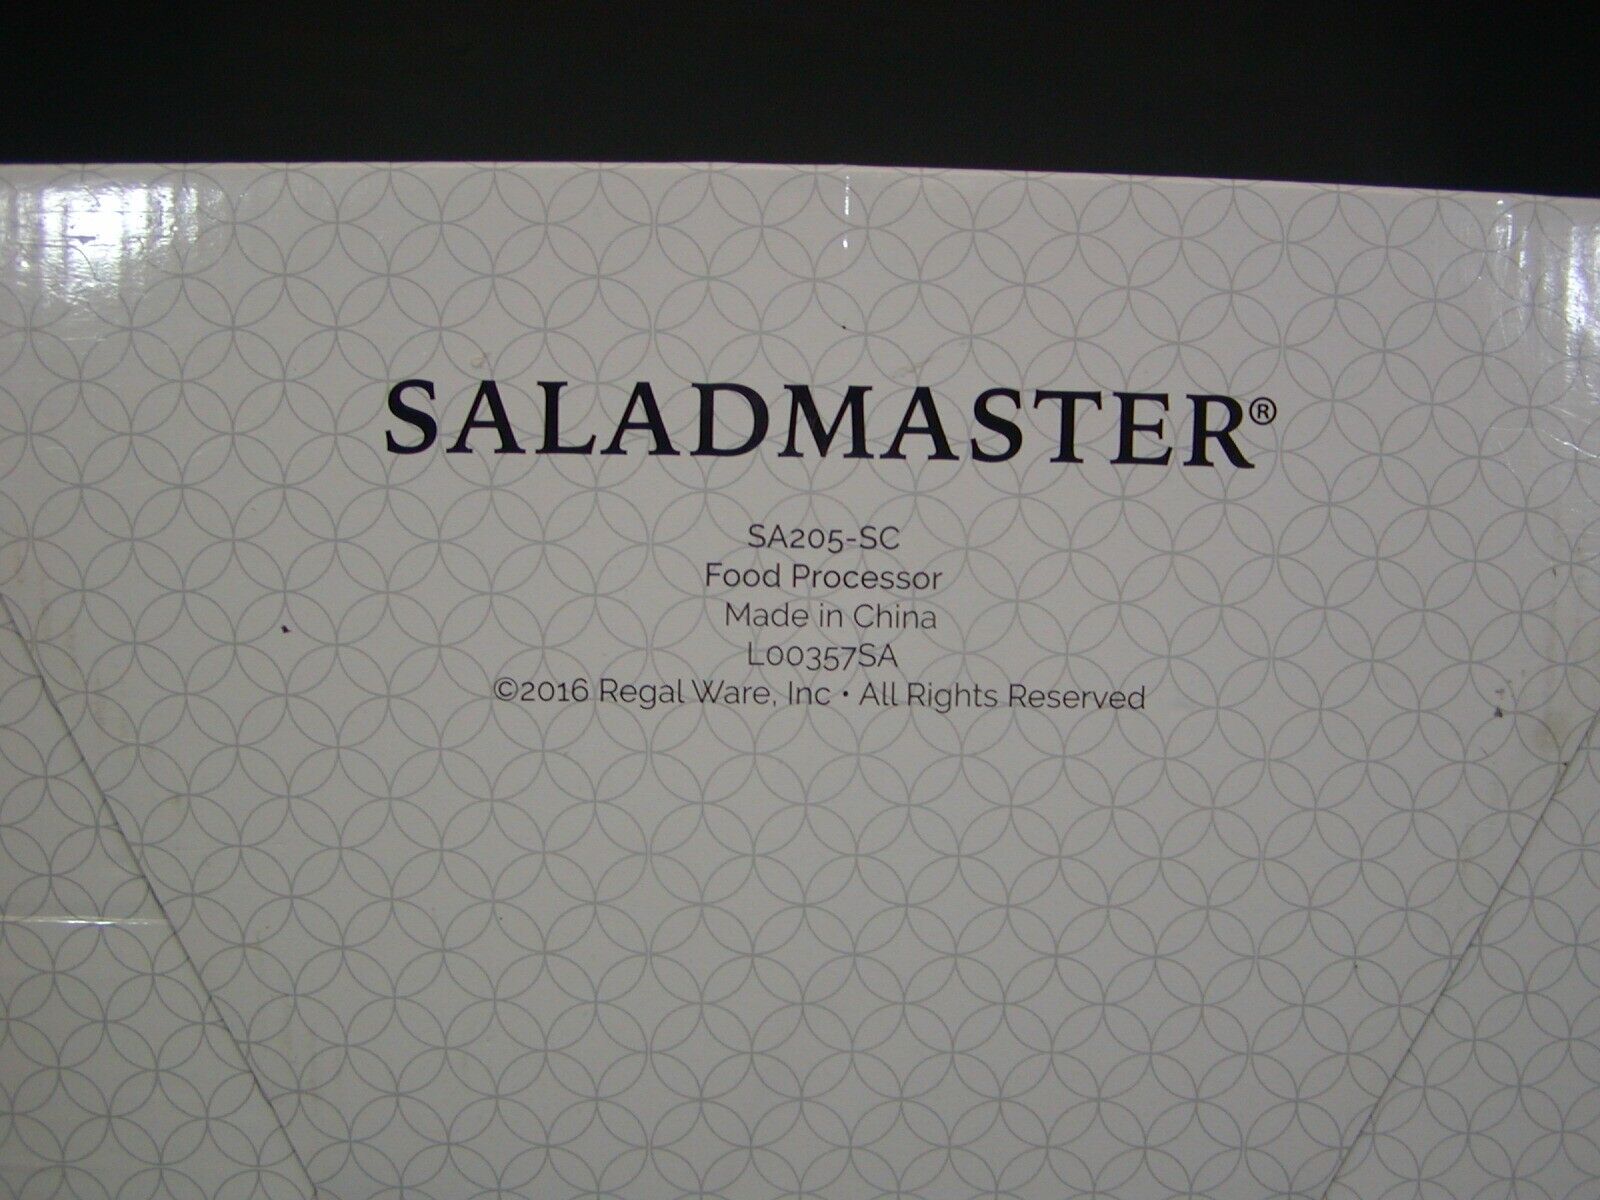 SALADMASTER®
SA205-SC
Food Processor
Made in China
L00357SA
©2016 Regal Ware, Inc • All Rights Reserved